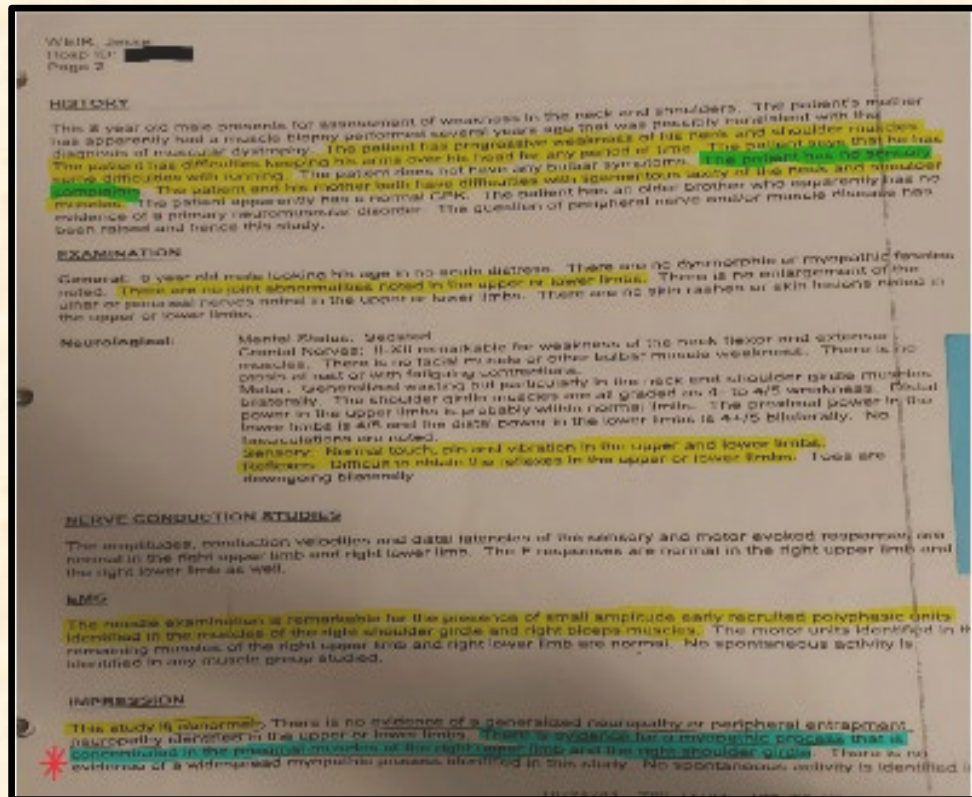 WEIR, Jesse
Hosp ID:
Page 2
HISTORY
This 8 year old male presents for assessment of weakness in the neck and shoulders. The patient's mother
has apparently had a muscle biopsy performed several years ago that was possibly consistent with the
diagnosis of muscular dystrophy. The patient has progressive weakness of his neck and shoulder muscles.
The patient has difficulties keeping his arms over his head for any period of time. The patient says that he has
some difficulties with running. The patient does not have any bulbar symptoms. The patient has no sensory
complaints. The patient and his mother both have difficulties with ligamentous laxity of the neck and shoulder
muscles. The patient apparently has a normal CPK. The patient has an older brother who apparently has no
evidence of a primary neuromuscular disorder. The question of peripheral nerve and/or muscle disease has
been raised and hence this study.
EXAMINATION
General: year old male looking his age in no acute distress. There are no dysmorphic or myopathic features
noted. There are no joint abnormalities noted in the upper or lower limbs. There is no enlargement of the
ulnar or peroneal nerves noted in the upper or lower limbs. There are no skin rashes or skin lesions noted in
the upper or lower limbs.
Neurological: Mental Status: Sedated
Cranial Nerves: II-XII remarkable for weakness of the neck flexor and extensor
muscles. There is no facial muscle or other bulbar muscle weakness. There is no
ptosis at rest or with fatiguing contractions.
Motor: Generalized wasting but particularly in the neck and shoulder girdle muscles
bilaterally. The shoulder girdle muscles are all graded as 4- to 4/5 weakness. Distal
power in the upper limbs is probably within normal limits. The proximal power in the
lower limbs is 4/5 and the distal power in the lower limbs is 4+/5 bilaterally. No
fasciculations are noted.
Sensory: Normal touch, pin and vibration in the upper and lower limbs.
Reflexes: Difficult to obtain the reflexes in the upper or lower limbs. Toes are
downgoing bilaterally
NERVE CONDUCTION STUDIES
The amplitudes, conduction velocities and distal latencies of the sensory and motor evoked responses are
normal in the right upper limb and right lower limb. The F responses are normal in the right upper limb and
the right lower limb as well.
EMG
The muscle examination is remarkable for the presence of small amplitude early recruited polyphasic units
identified in the muscles of the right shoulder girdle and right biceps muscles. The motor units identified in th
remaining muscles of the right upper limb and right lower limb are normal. No spontaneous activity is
identified in any muscle group studied.
IMPRESSION
This study is abnormal. There is no evidence of a generalized neuropathy or peripheral entrapment
neuropathy identified in the upper or lower limbs. There is evidence for a myopathic process that is
concentrated in the proximal muscles of the right upper limb and the right shoulder girdle. There is no
evidence of a widespread myopathic process identified in this study. No spontaneous activity is identified i